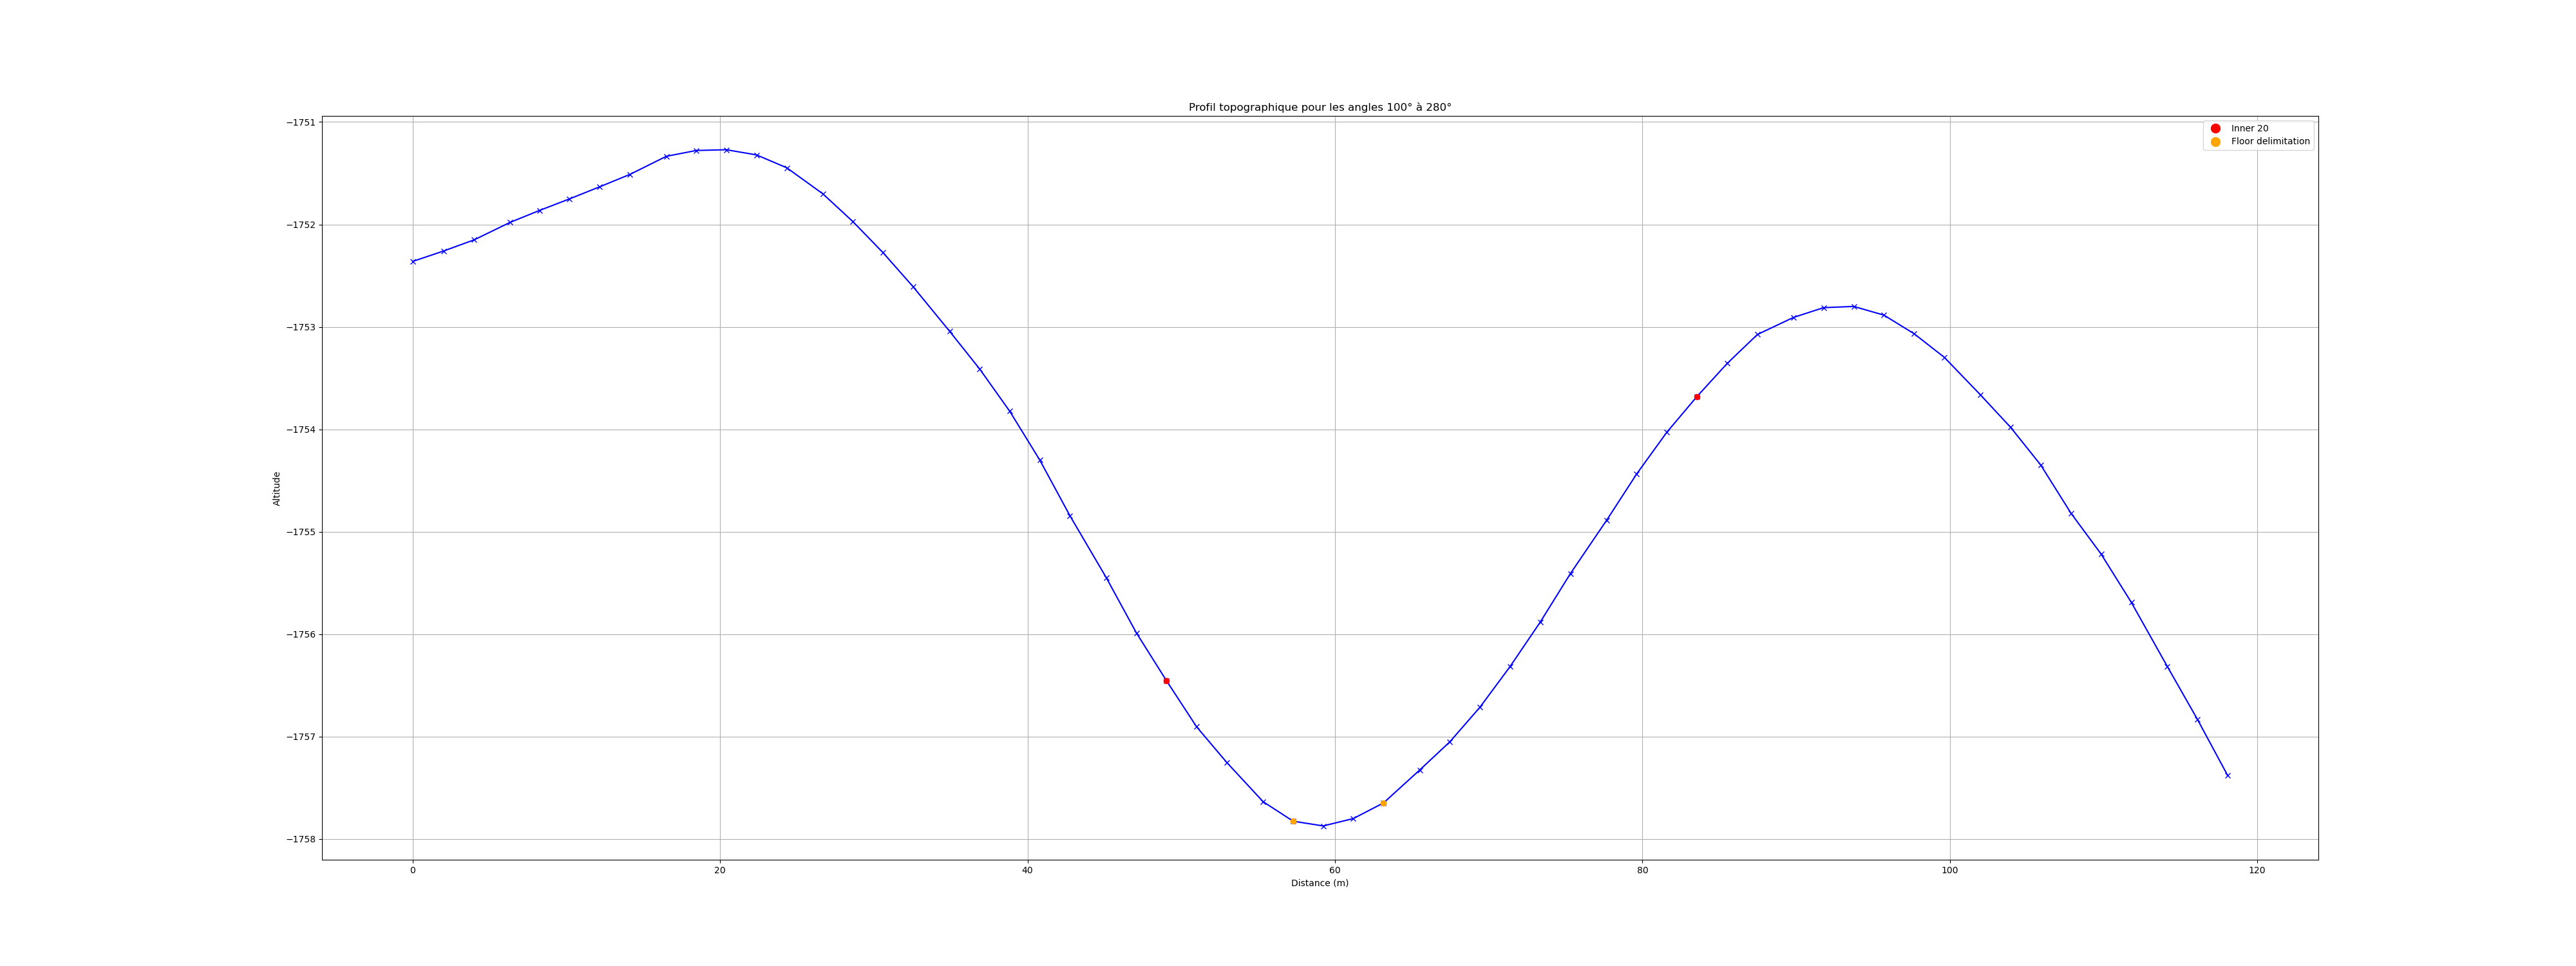 Profil topographique pour les angles 100° à 280°
Inner 20
Floor delimitation
−1751
−1752
−1753
−1754
−1755
−1756
−1757
−1758
Altitude
0 20 40 60 80 100 120
Distance (m)